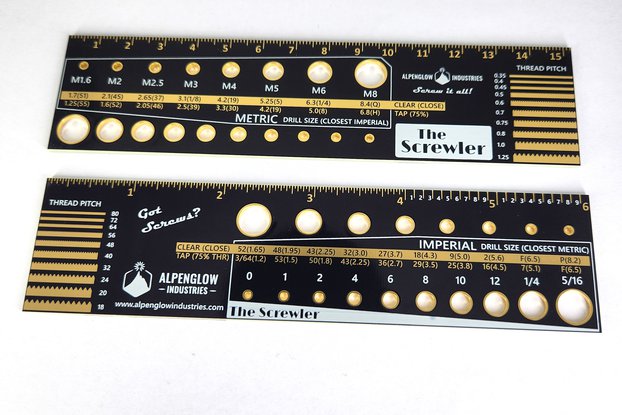 1 2 3 4 5 6 7 8 9 10 11 12 13 14 15
M1.6 M2 M2.5 M3 M4 M5 M6 M8
ALPENGLOW INDUSTRIES
Screw it all!
THREAD PITCH
0.35
0.4
0.45
0.5
0.6
0.7
0.75
0.8
1.0
1.25
1.7(51) 2.1(45) 2.65(37) 3.1(1/8) 4.2(19) 5.25(5) 6.3(1/4) 8.4(Q) CLEAR (CLOSE)
1.25(55) 1.6(52) 2.05(46) 2.5(39) 3.3(30) 4.2(19) 5.0(8) 6.8(H) TAP (75%)
METRIC DRILL SIZE (CLOSEST IMPERIAL)
The
Screwler
1 2 3 4 5 6
THREAD PITCH
80
72
64
56
48
40
36
32
24
20
18
Got
Screws?
IMPERIAL DRILL SIZE (CLOSEST METRIC)
CLEAR (CLOSE) 52(1.65) 48(1.95) 43(2.25) 32(3.0) 27(3.7) 18(4.3) 9(5.0) 2(5.6) F(6.5) P(8.2)
TAP (75% THR) 3/64(1.2) 53(1.5) 50(1.8) 43(2.25) 36(2.7) 29(3.5) 25(3.8) 16(4.5) 7(5.1) F(6.5)
0 1 2 4 6 8 10 12 1/4 5/16
ALPENGLOW
INDUSTRIES
www.alpenglowindustries.com
The Screwler